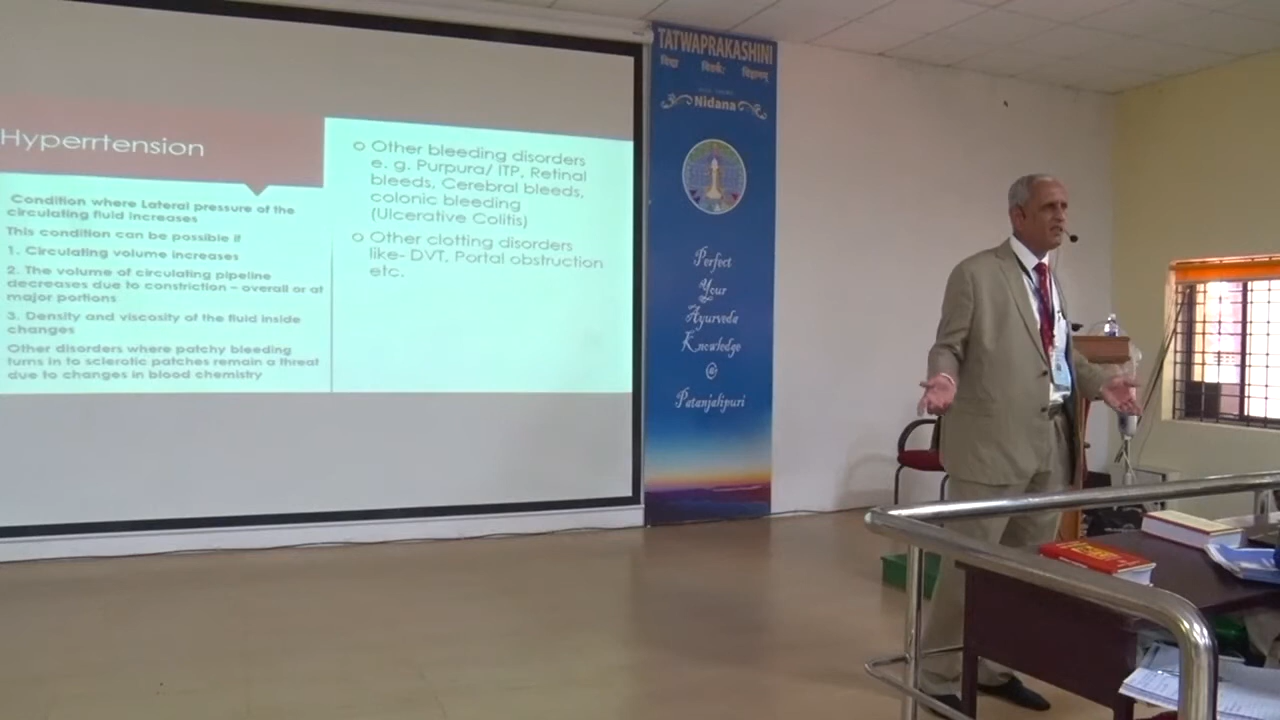 Hyperrtension
Condition where Lateral pressure of the
circulating fluid increases
This condition can be possible if
1. Circulating volume increases
2. The volume of circulating pipeline
decreases due to constriction – overall or at
major portions
3. Density and viscosity of the fluid inside
changes
Other disorders where patchy bleeding
turns in to sclerotic patches remain a threat
due to changes in blood chemistry
Other bleeding disorders
e. g. Purpura/ ITP, Retinal
bleeds, Cerebral bleeds,
colonic bleeding
(Ulcerative Colitis)
Other clotting disorders
like- DVT, Portal obstruction
etc.
TATWAPRAKASHINI
Nidana
Perfect
Your
Ayurveda
Knowledge
@
Patanjalipuri